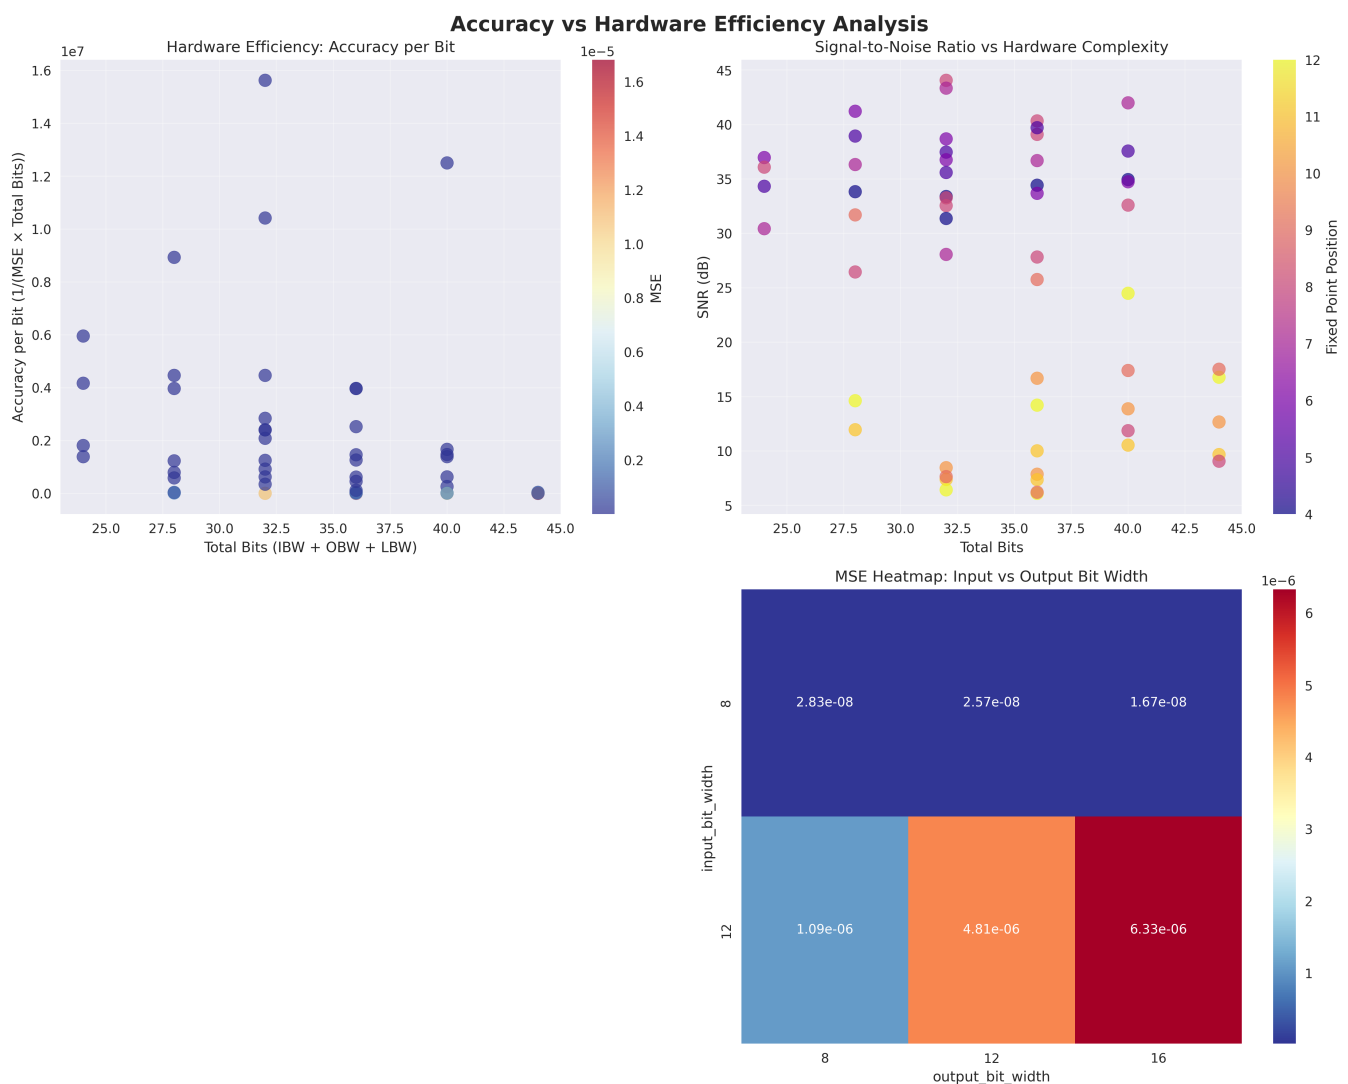 Accuracy vs Hardware Efficiency Analysis
Hardware Efficiency: Accuracy per Bit
1e7
1.6
1.4
1.2
1.0
0.8
0.6
0.4
0.2
0.0
Accuracy per Bit (1/(MSE × Total Bits))
25.0 27.5 30.0 32.5 35.0 37.5 40.0 42.5 45.0
Total Bits (IBW + OBW + LBW)
1e−5
1.6
1.4
1.2
1.0
0.8
0.6
0.4
0.2
MSE
Signal-to-Noise Ratio vs Hardware Complexity
45
40
35
30
25
20
15
10
5
SNR (dB)
25.0 27.5 30.0 32.5 35.0 37.5 40.0 42.5 45.0
Total Bits
12
11
10
9
8
7
6
5
4
Fixed Point Position
MSE Heatmap: Input vs Output Bit Width
1e−6
8
2.83e-08 2.57e-08 1.67e-08
12
1.09e-06 4.81e-06 6.33e-06
input_bit_width
8 12 16
output_bit_width
6
5
4
3
2
1